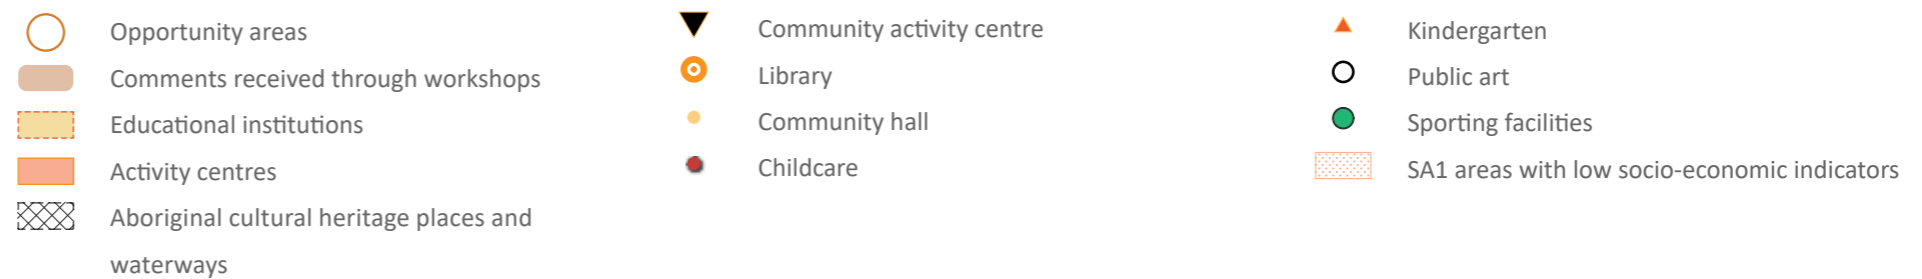 Opportunity areas
Comments received through workshops
Educational institutions
Activity centres
Aboriginal cultural heritage places and
waterways
Community activity centre
Library
Community hall
Childcare
Kindergarten
Public art
Sporting facilities
SA1 areas with low socio-economic indicators